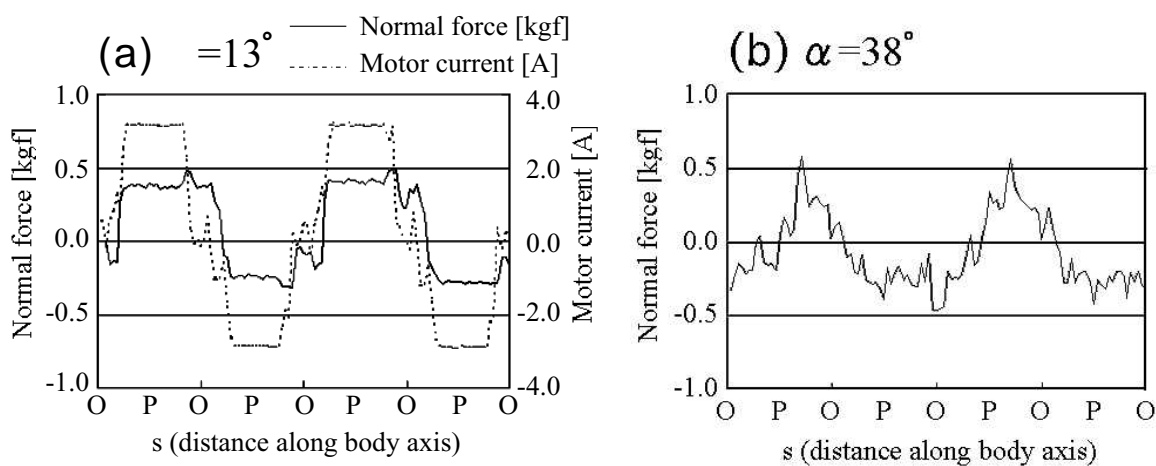 (a) =13°
Normal force [kgf]
Motor current [A]
Normal force [kgf]
1.0
0.5
0.0
-0.5
-1.0
4.0
2.0
0.0
-2.0
-4.0
Motor current [A]
O P O P O P O P O
s (distance along body axis)
(b) α=38°
Normal force [kgf]
1.0
0.5
0.0
-0.5
-1.0
O P O P O P O P O
s (distance along body axis)